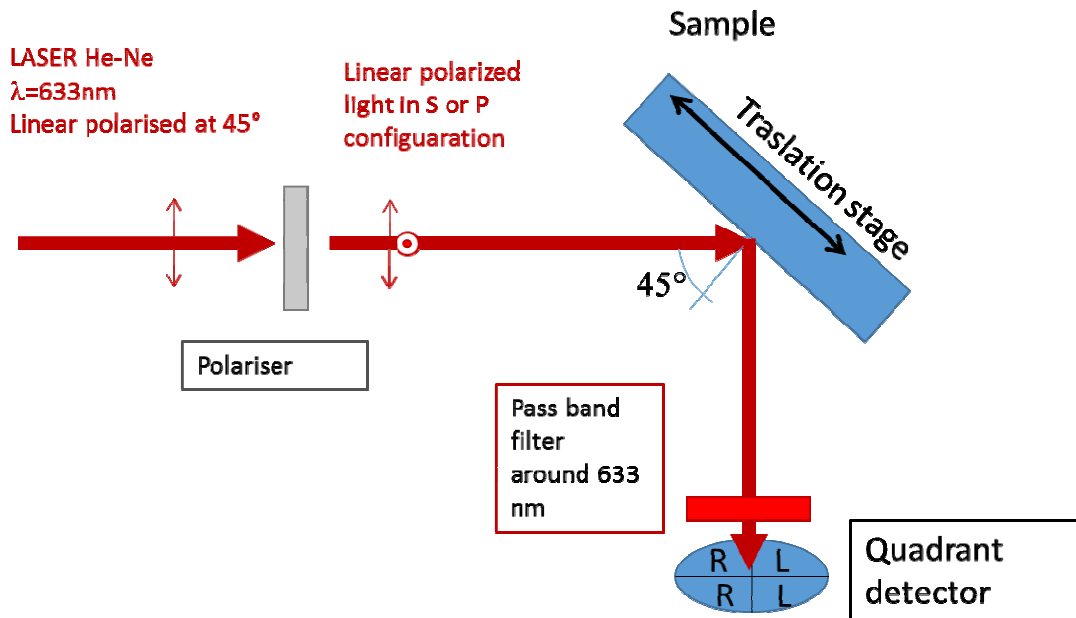 Sample
LASER He-Ne
λ=633nm
Linear polarised at 45°
Linear polarized
light in S or P
configuaration
Traslation stage
45°
Polariser
Pass band
filter
around 633
nm
Quadrant
detector
R L
R L